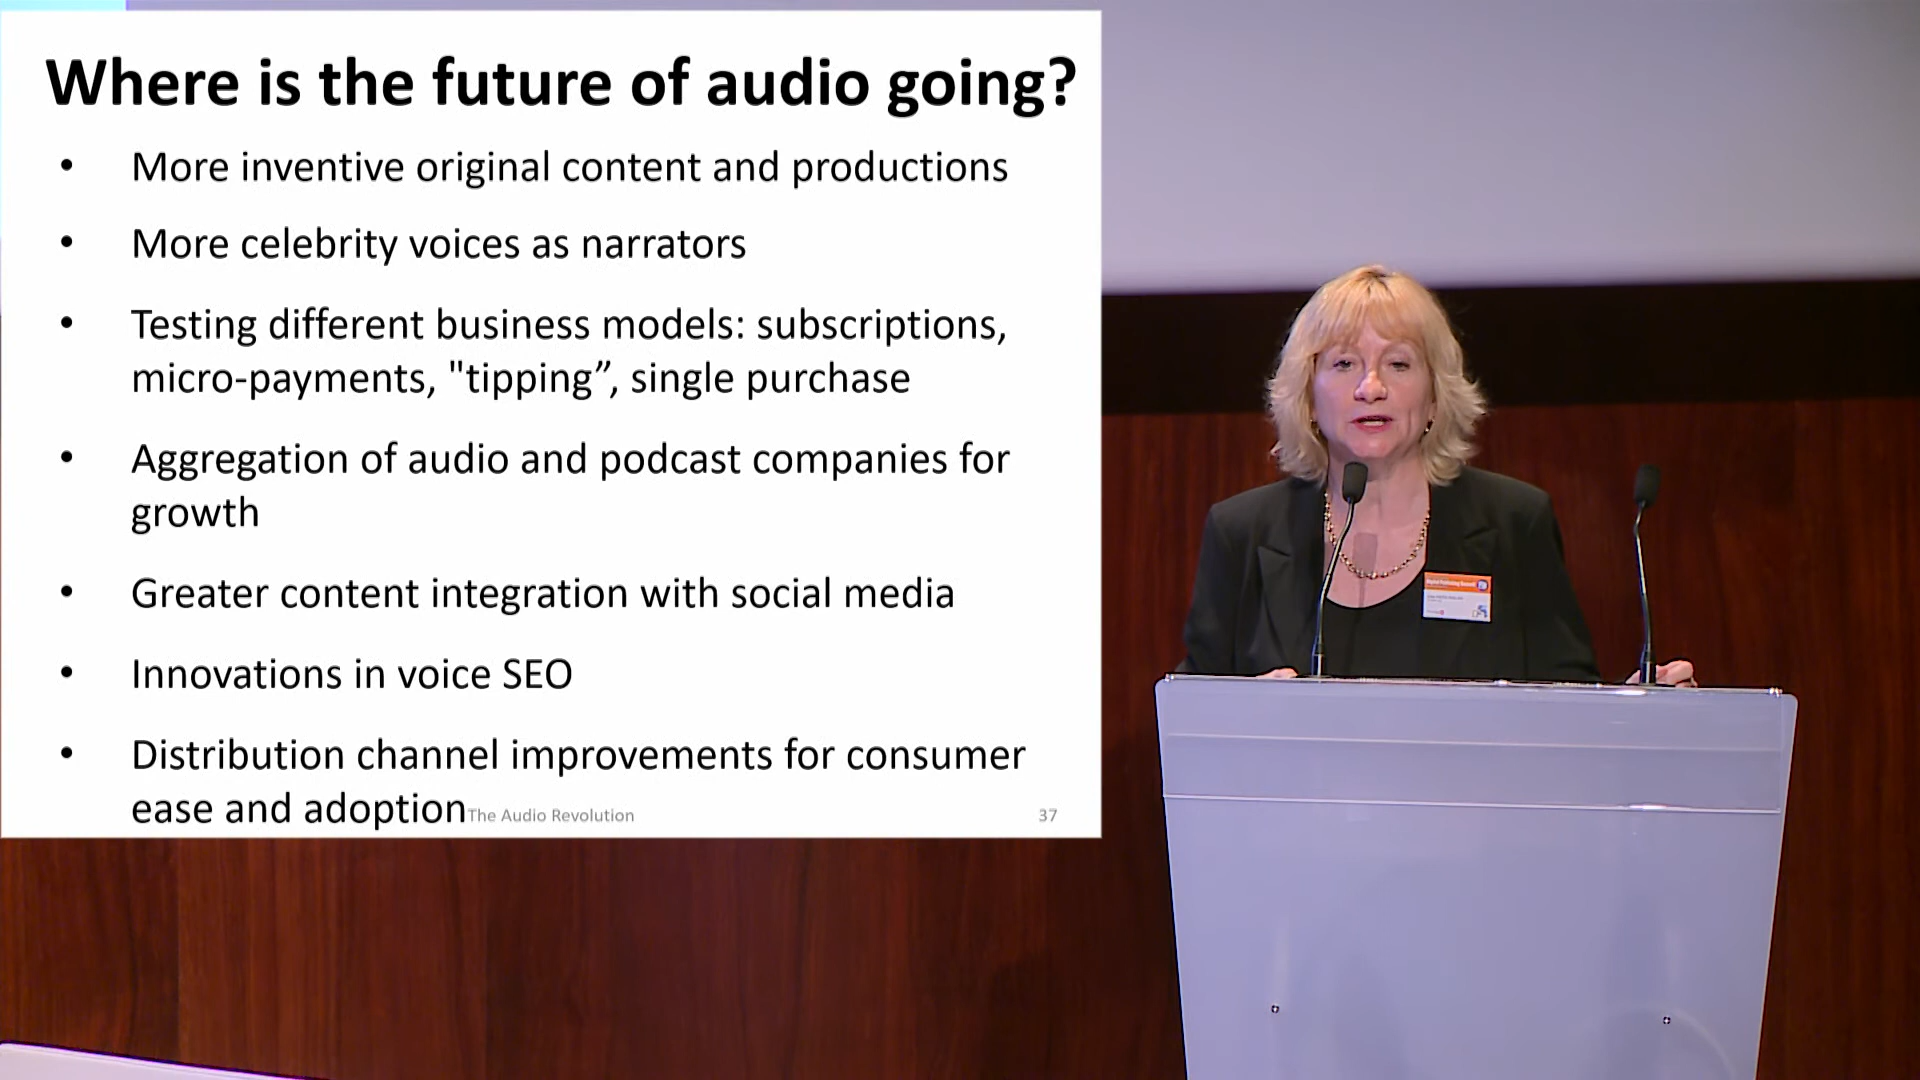 Where is the future of audio going?
• More inventive original content and productions
• More celebrity voices as narrators
• Testing different business models: subscriptions,
micro-payments, "tipping”, single purchase
• Aggregation of audio and podcast companies for
growth
• Greater content integration with social media
• Innovations in voice SEO
• Distribution channel improvements for consumer
ease and adoption
The Audio Revolution
37
Digital Publishing Summit